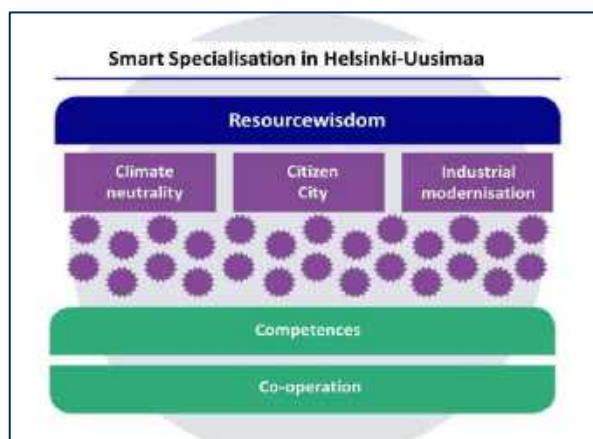 Smart Specialisation in Helsinki-Uusimaa
Resourcewisdom
Climate
neutrality
Citizen
City
Industrial
modernisation
Competences
Co-operation